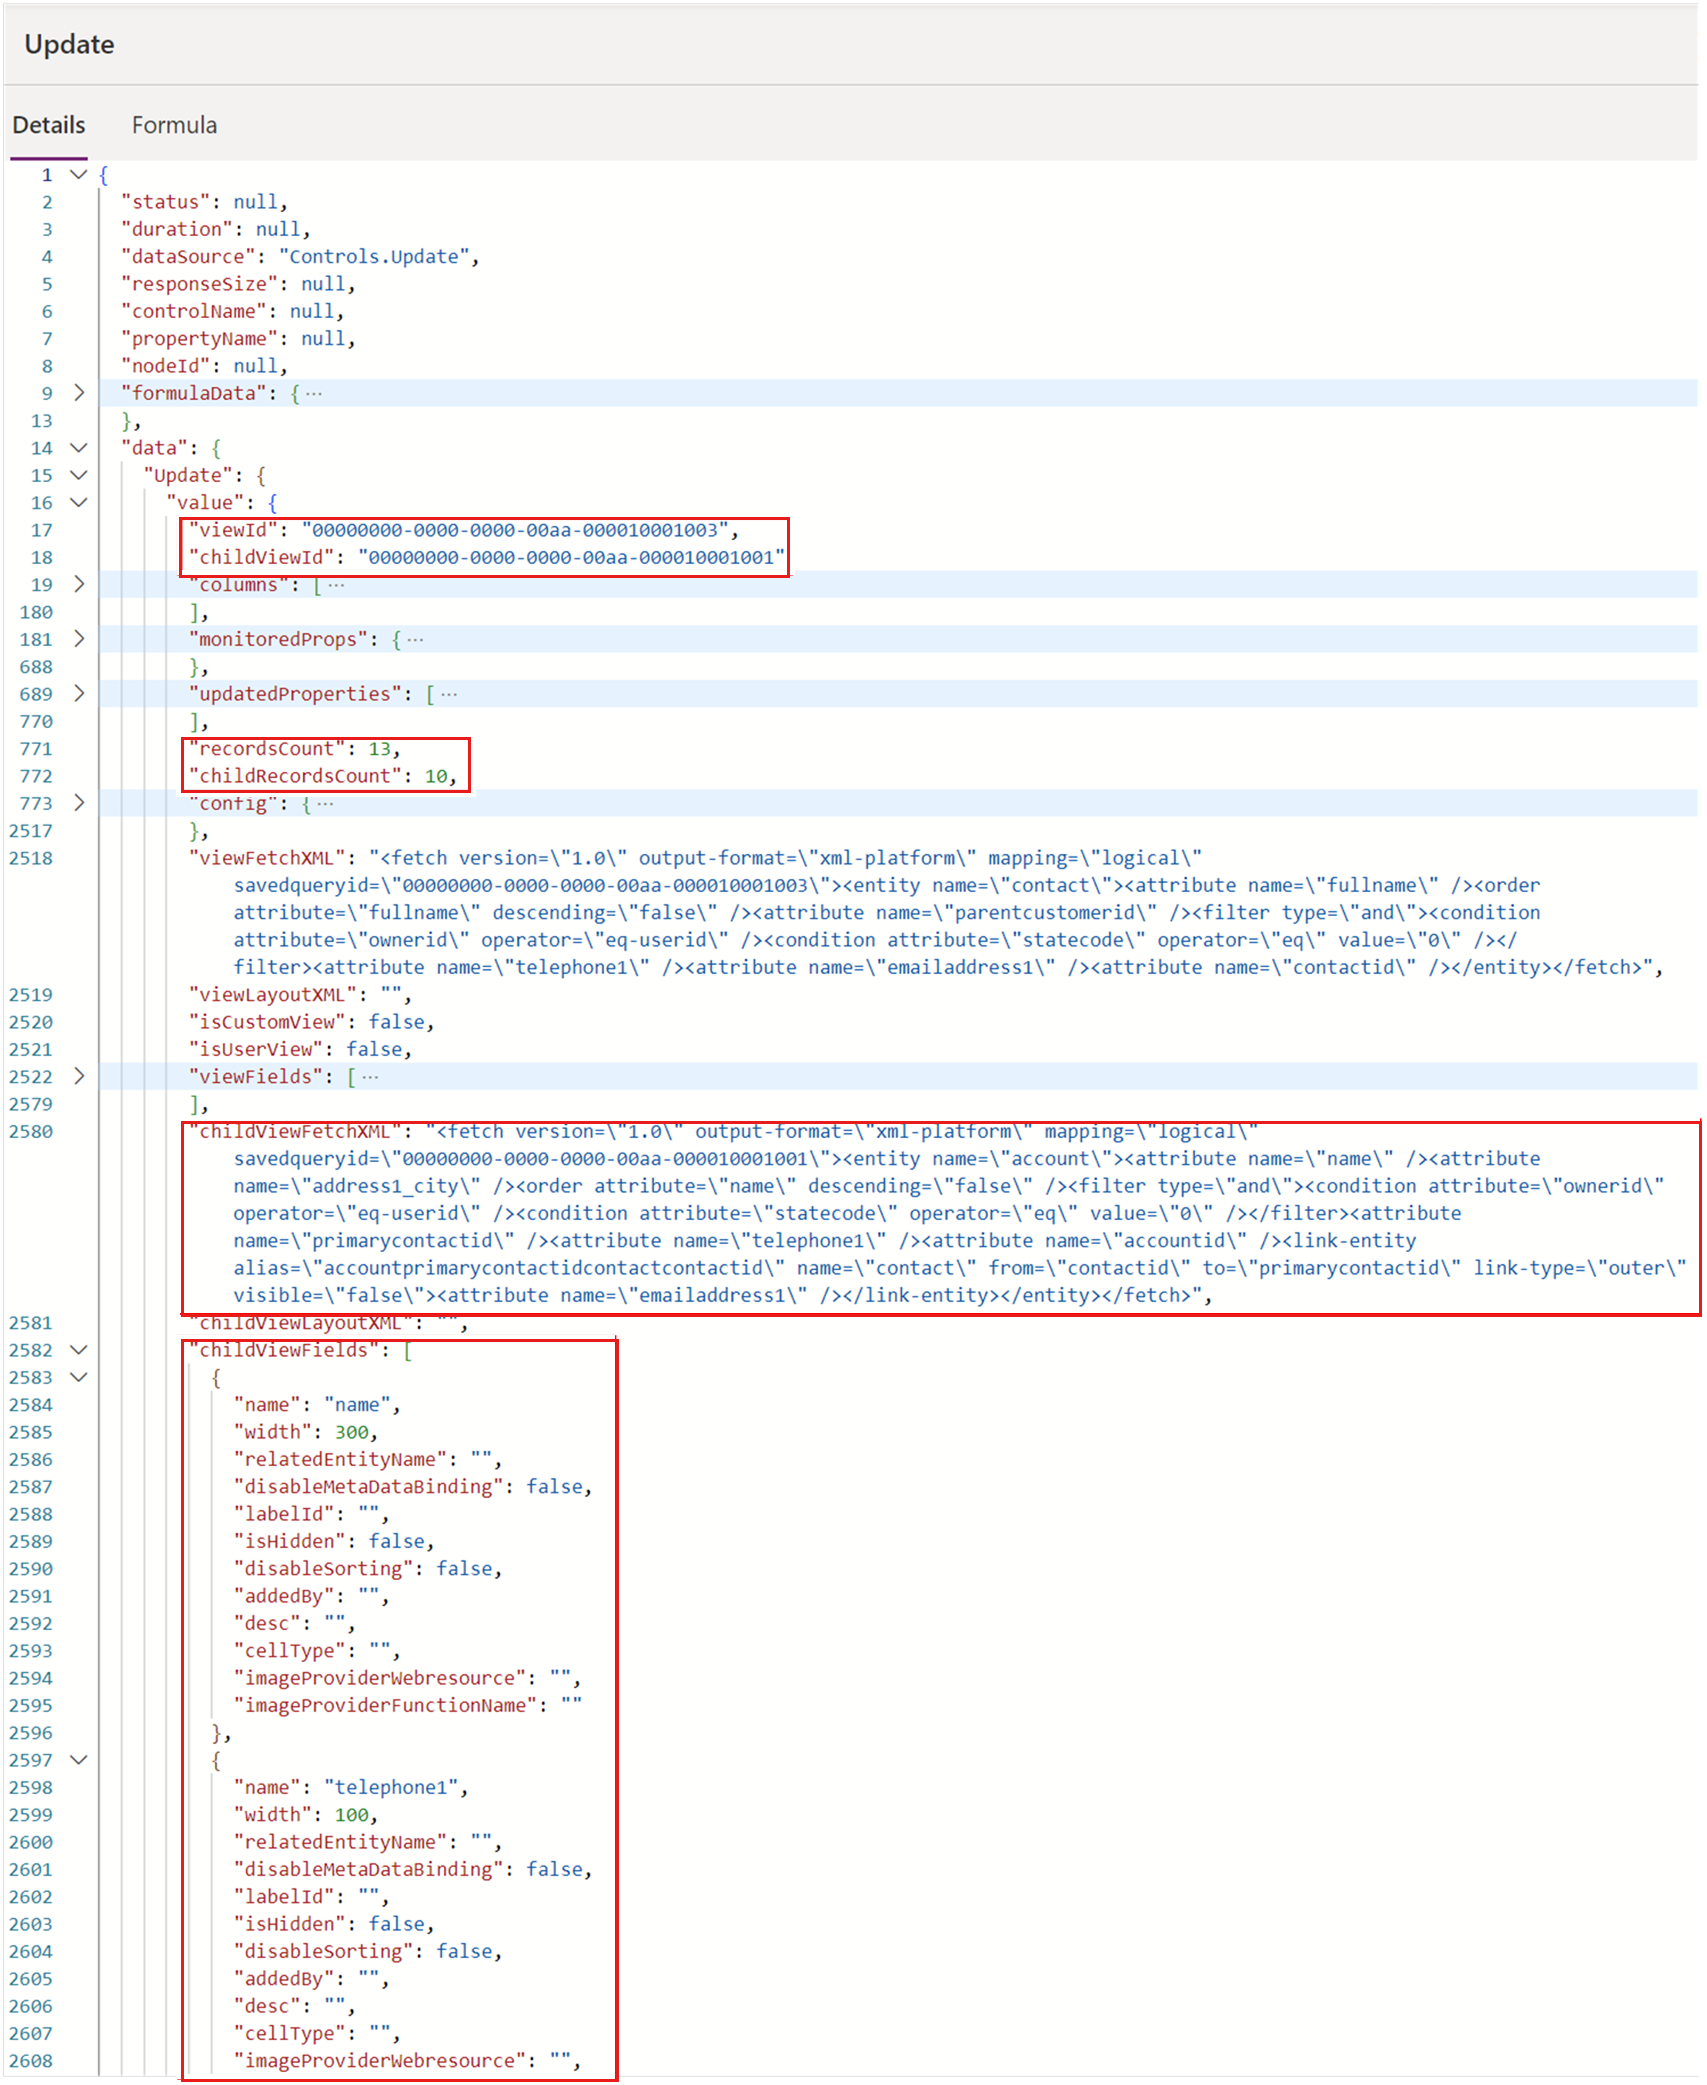 Update
Details Formula
1 {
2 "status": null,
3 "duration": null,
4 "dataSource": "Controls.Update",
5 "responseSize": null,
6 "controlName": null,
7 "propertyName": null,
8 "nodeId": null,
9 "formulaData": { ···
13 },
14 "data": {
15 "Update": {
16 "value": {
17 "viewId": "00000000-0000-0000-00aa-000010001003",
18 "childViewId": "00000000-0000-0000-00aa-000010001001"
19 "columns": [ ···
180 ],
181 "monitoredProps": { ···
688 },
689 "updatedProperties": [ ···
770 ],
771 "recordsCount": 13,
772 "childRecordsCount": 10,
773 "config": { ···
2517 },
2518 "viewFetchXML": "<fetch version=\"1.0\" output-format=\"xml-platform\" mapping=\"logical\"
savedqueryid=\"00000000-0000-0000-00aa-000010001003\"><entity name=\"contact\"><attribute name=\"fullname\" /><order
attribute=\"fullname\" descending=\"false\" /><attribute name=\"parentcustomerid\" /><filter type=\"and\"><condition
attribute=\"ownerid\" operator=\"eq-userid\" /><condition attribute=\"statecode\" operator=\"eq\" value=\"0\" /></
filter><attribute name=\"telephone1\" /><attribute name=\"emailaddress1\" /><attribute name=\"contactid\" /></entity></fetch>",
2519 "viewLayoutXML": "",
2520 "isCustomView": false,
2521 "isUserView": false,
2522 "viewFields": [ ···
2579 ],
2580 "childViewFetchXML": "<fetch version=\"1.0\" output-format=\"xml-platform\" mapping=\"logical\"
savedqueryid=\"00000000-0000-0000-00aa-000010001001\"><entity name=\"account\"><attribute name=\"name\" /><attribute
name=\"address1_city\" /><order attribute=\"name\" descending=\"false\" /><filter type=\"and\"><condition attribute=\"ownerid\"
operator=\"eq-userid\" /><condition attribute=\"statecode\" operator=\"eq\" value=\"0\" /></filter><attribute
name=\"primarycontactid\" /><attribute name=\"telephone1\" /><attribute name=\"accountid\" /><link-entity
alias=\"accountprimarycontactidcontactcontactid\" name=\"contact\" from=\"contactid\" to=\"primarycontactid\" link-type=\"outer\"
visible=\"false\"><attribute name=\"emailaddress1\" /></link-entity></entity></fetch>",
2581 "childViewLayoutXML": "",
2582 "childViewFields": [
2583 {
2584 "name": "name",
2585 "width": 300,
2586 "relatedEntityName": "",
2587 "disableMetaDataBinding": false,
2588 "labelId": "",
2589 "isHidden": false,
2590 "disableSorting": false,
2591 "addedBy": "",
2592 "desc": "",
2593 "cellType": "",
2594 "imageProviderWebresource": "",
2595 "imageProviderFunctionName": ""
2596 },
2597 {
2598 "name": "telephone1",
2599 "width": 100,
2600 "relatedEntityName": "",
2601 "disableMetaDataBinding": false,
2602 "labelId": "",
2603 "isHidden": false,
2604 "disableSorting": false,
2605 "addedBy": "",
2606 "desc": "",
2607 "cellType": "",
2608 "imageProviderWebresource": "",